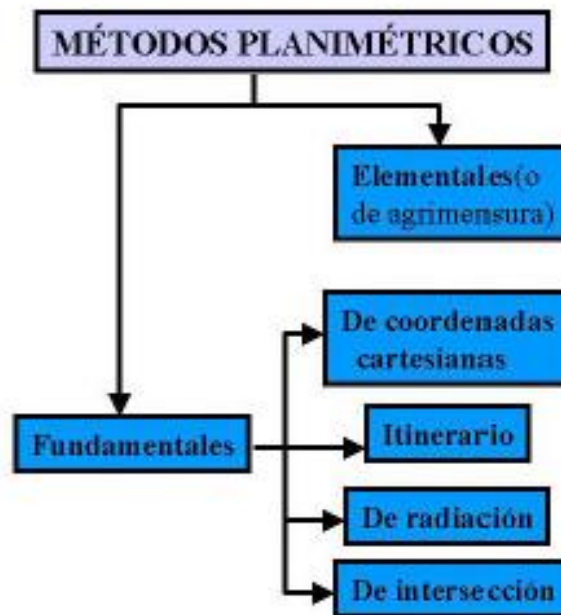 MÉTODOS PLANIMÉTRICOS
Elementales(o
de agrimensura)
De coordenadas
cartesianas
Fundamentales
Itinerario
De radiación
De intersección